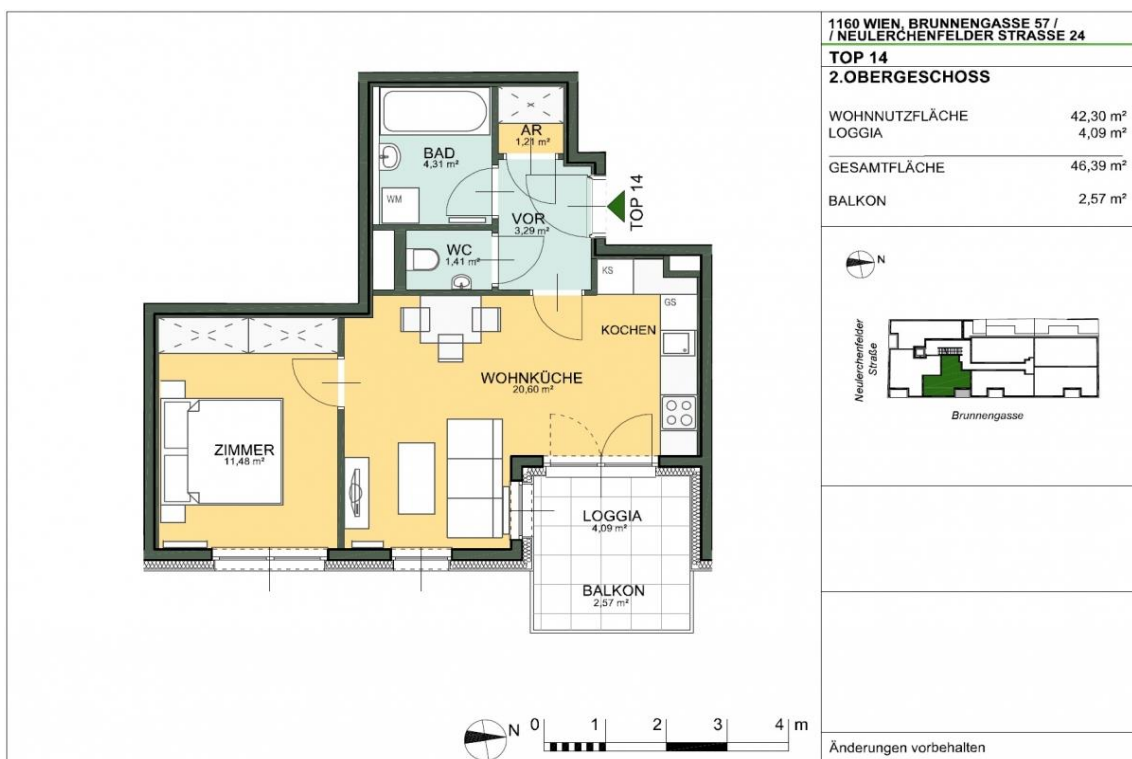 1160 WIEN, BRUNNENGASSE 57 /
/ NEULERCHENFELDER STRASSE 24
TOP 14
2.OBERGESCHOSS
WOHNNUTZFLÄCHE 42,30 m²
LOGGIA 4,09 m²
GESAMTFLÄCHE 46,39 m²
BALKON 2,57 m²
N
Neulerchenfelder
Straße
Brunnengasse
Änderungen vorbehalten
AR
1,21 m²
BAD
4,31 m²
WM
VOR
3,29 m²
TOP 14
WC
1,41 m²
KS
GS
KOCHEN
WOHNKÜCHE
20,60 m²
ZIMMER
11,48 m²
LOGGIA
4,09 m²
BALKON
2,57 m²
N
0 1 2 3 4 m